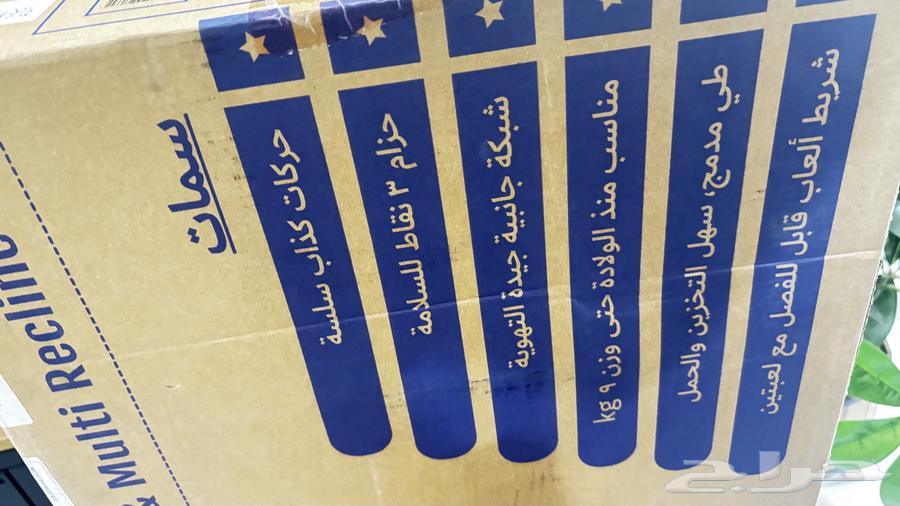 & Multi Recline
سمات
حركات كذاب سلسة
حزام ٣ نقاط للسلامة
شبكة جانبية جيدة التهوية
مناسب منذ الولادة حتى وزن ٩ kg
طي مدمج، سهل التخزين والحمل
شريط ألعاب قابل للفصل مع لعبتين
حراج